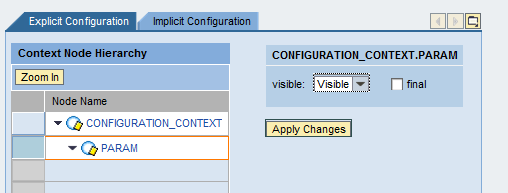 Explicit Configuration
Implicit Configuration
Context Node Hierarchy
Zoom In
Node Name
CONFIGURATION_CONTEXT
PARAM
CONFIGURATION_CONTEXT.PARAM
visible: Visible final
Apply Changes